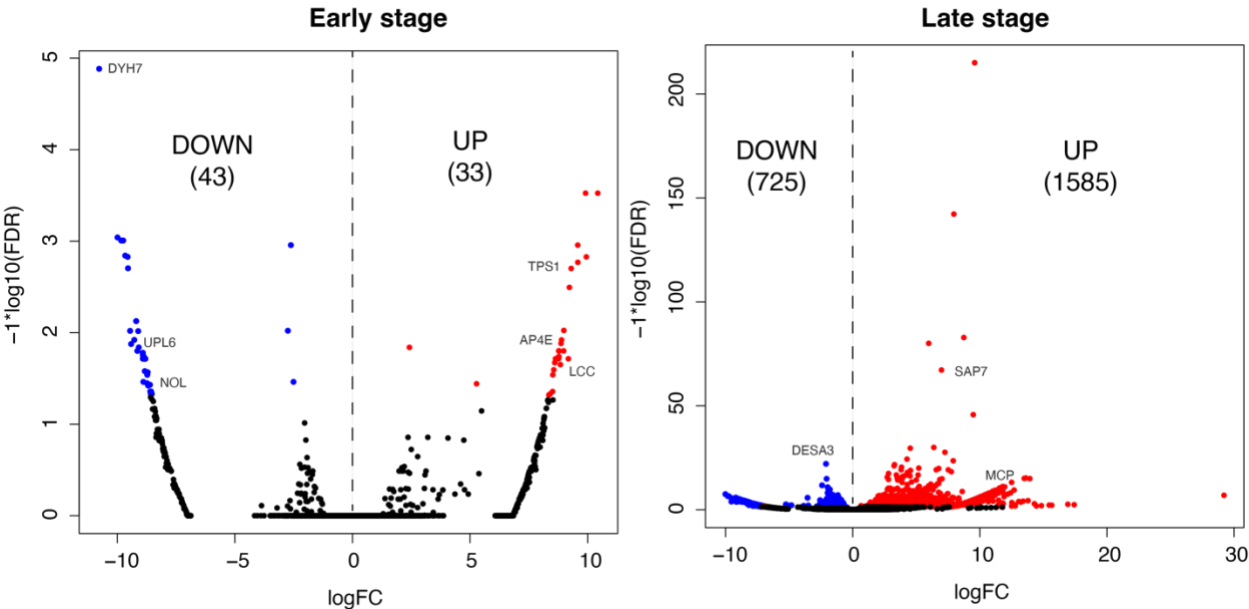 Early stage
5
4
3
2
1
0
−1*log10(FDR)
DYH7
DOWN
(43)
UP
(33)
TPS1
AP4E
LCC
UPL6
NOL
−10
−5
0
5
10
logFC
Late stage
200
150
100
50
0
−1*log10(FDR)
DOWN
(725)
UP
(1585)
SAP7
DESA3
MCP
−10
0
10
20
30
logFC